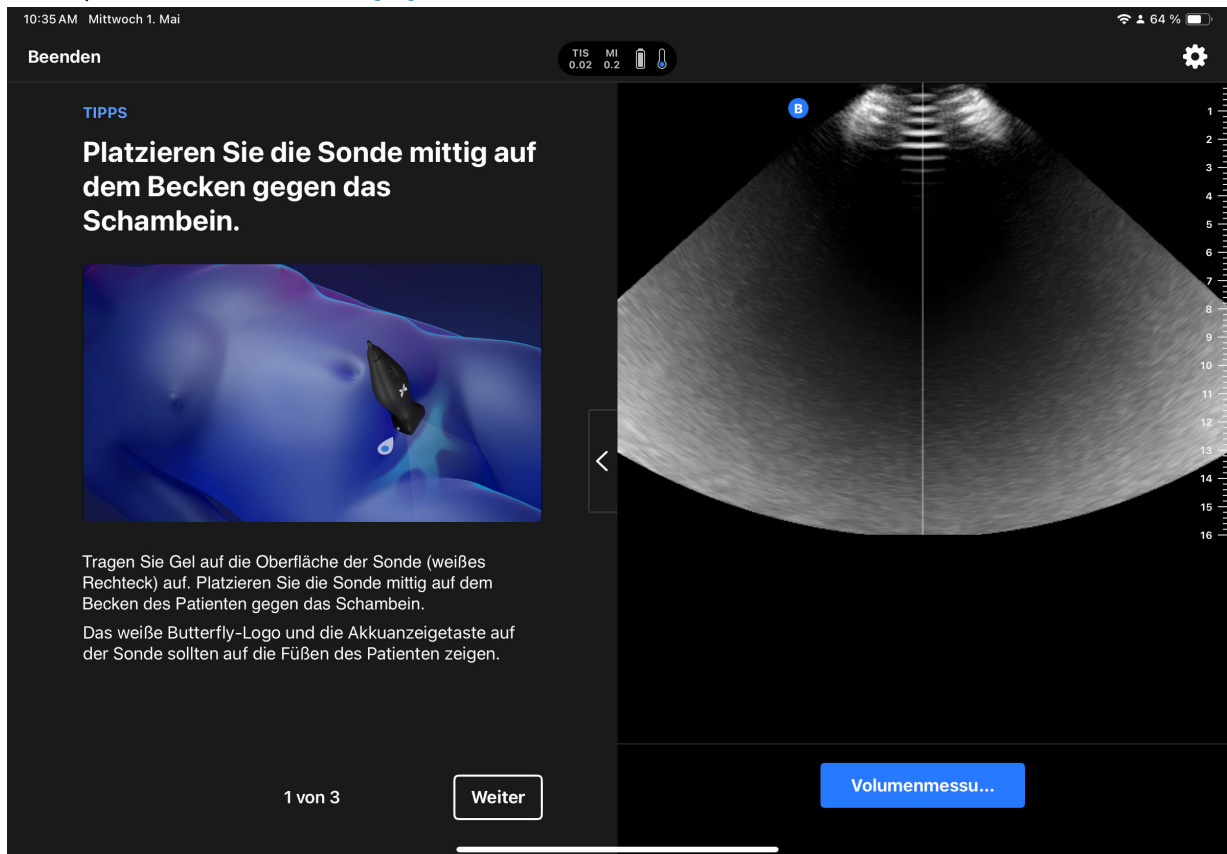 10:35 AM Mittwoch 1. Mai
64 %
Beenden
TIS MI
0.02 0.2
TIPPS
Platzieren Sie die Sonde mittig auf
dem Becken gegen das
Schambein.
Tragen Sie Gel auf die Oberfläche der Sonde (weißes
Rechteck) auf. Platzieren Sie die Sonde mittig auf dem
Becken des Patienten gegen das Schambein.
Das weiße Butterfly-Logo und die Akkuanzeigetaste auf
der Sonde sollten auf die Füßen des Patienten zeigen.
1 von 3
Weiter
B
1
2
3
4
5
6
7
8
9
10
11
12
13
14
15
16
Volumenmessu...